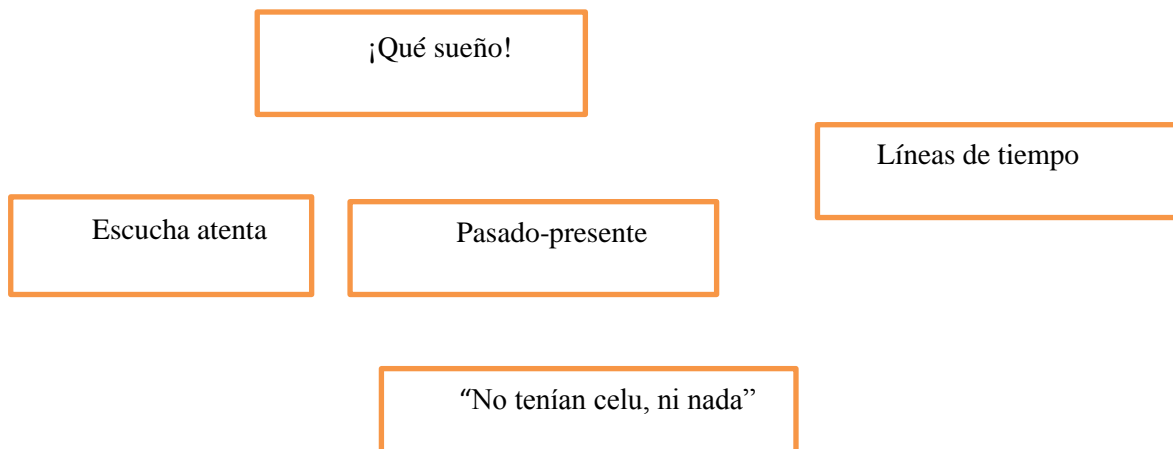 ¡Qué sueño!
Líneas de tiempo
Escucha atenta
Pasado-presente
“No tenían celu, ni nada”